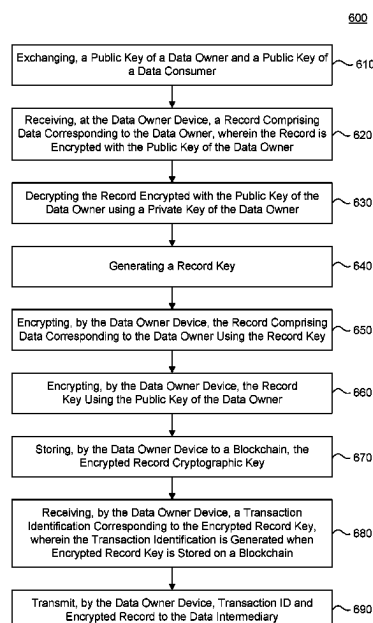 600
Exchanging, a Public Key of a Data Owner and a Public Key of
a Data Consumer
610
Receiving, at the Data Owner Device, a Record Comprising
Data Corresponding to the Data Owner, wherein the Record is
Encrypted with the Public Key of the Data Owner
620
Decrypting the Record Encrypted with the Public Key of the
Data Owner using a Private Key of the Data Owner
630
Generating a Record Key
640
Encrypting, by the Data Owner Device, the Record Comprising
Data Corresponding to the Data Owner Using the Record Key
650
Encrypting, by the Data Owner Device, the Record
Key Using the Public Key of the Data Owner
660
Storing, by the Data Owner Device to a Blockchain, the
Encrypted Record Cryptographic Key
670
Receiving, by the Data Owner Device, a Transaction
Identification Corresponding to the Encrypted Record Key,
wherein the Transaction Identification is Generated when
Encrypted Record Key is Stored on a Blockchain
680
Transmit, by the Data Owner Device, Transaction ID and
Encrypted Record to the Data Intermediary
690